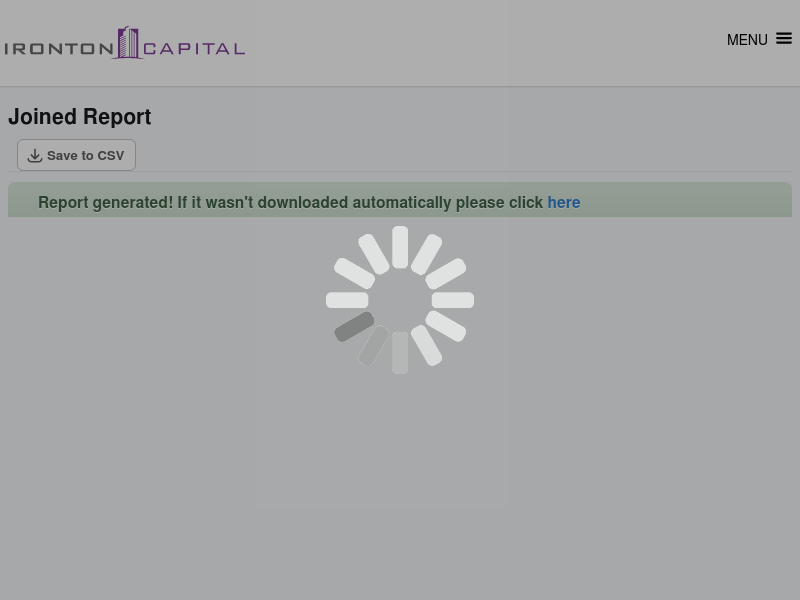 IRONTON CAPITAL
MENU
Joined Report
Save to CSV
Report generated! If it wasn't downloaded automatically please click here